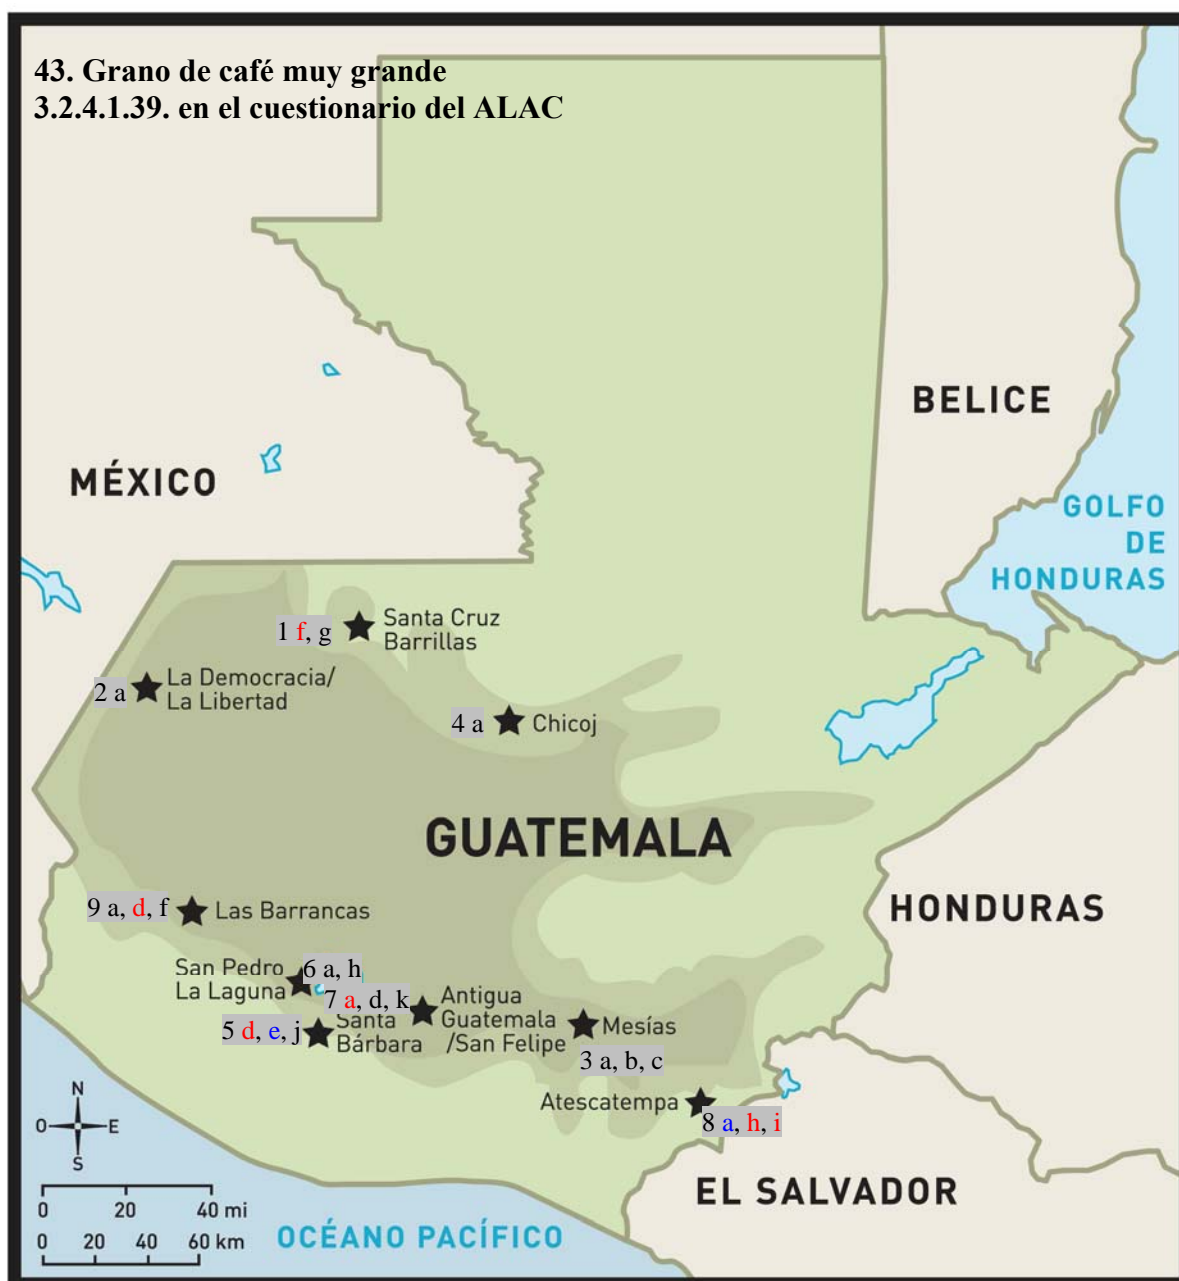 43. Grano de café muy grande
3.2.4.1.39. en el cuestionario del ALAC
BELICE
MÉXICO
GOLFO
DE
HONDURAS
1 f, g
Santa Cruz
Barrillas
2 a
La Democracia/
La Libertad
4 a
Chicoj
GUATEMALA
HONDURAS
9 a, d, f
Las Barrancas
San Pedro
La Laguna
6 a, h
7 a, d, k
Antigua
Guatemala
/San Felipe
5 d, e, j
Santa
Bárbara
Mesías
3 a, b, c
Atescatempa
8 a, h, i
N
O E
S
0 20 40 mi
0 20 40 60 km
OCÉANO PACÍFICO
EL SALVADOR